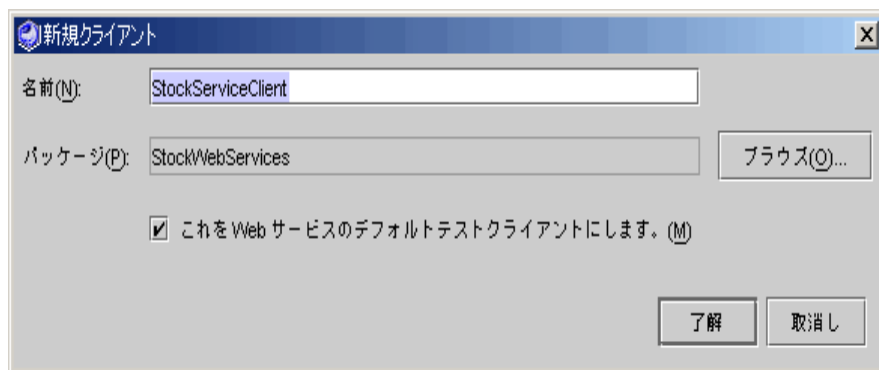 新規クライアント
名前(N): StockServiceClient
パッケージ(P): StockWebServices ブラウズ(O)...
これを Web サービスのデフォルトテストクライアントにします。(M)
了解 取消し